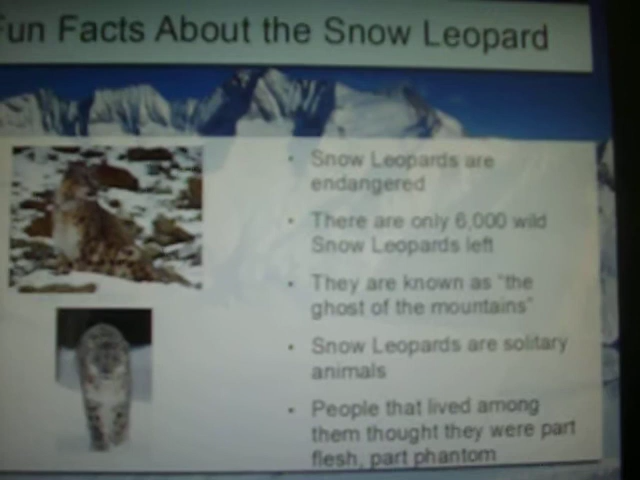 Fun Facts About the Snow Leopard
• Snow Leopards are
endangered
• There are only 6,000 wild
Snow Leopards left
• They are known as "the
ghost of the mountains"
• Snow Leopards are solitary
animals
• People that lived among
them thought they were part
flesh, part phantom